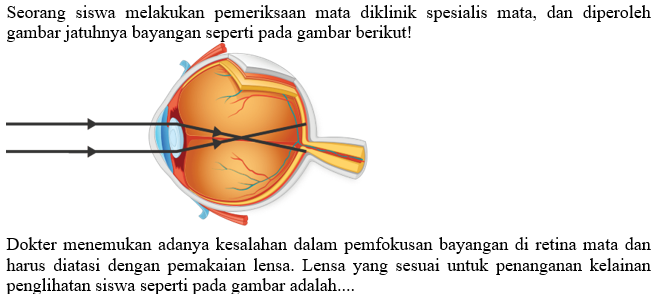 Seorang siswa melakukan pemeriksaan mata diklinik spesialis mata, dan diperoleh
gambar jatuhnya bayangan seperti pada gambar berikut!
Dokter menemukan adanya kesalahan dalam pemfokusan bayangan di retina mata dan
harus diatasi dengan pemakaian lensa. Lensa yang sesuai untuk penanganan kelainan
penglihatan siswa seperti pada gambar adalah....